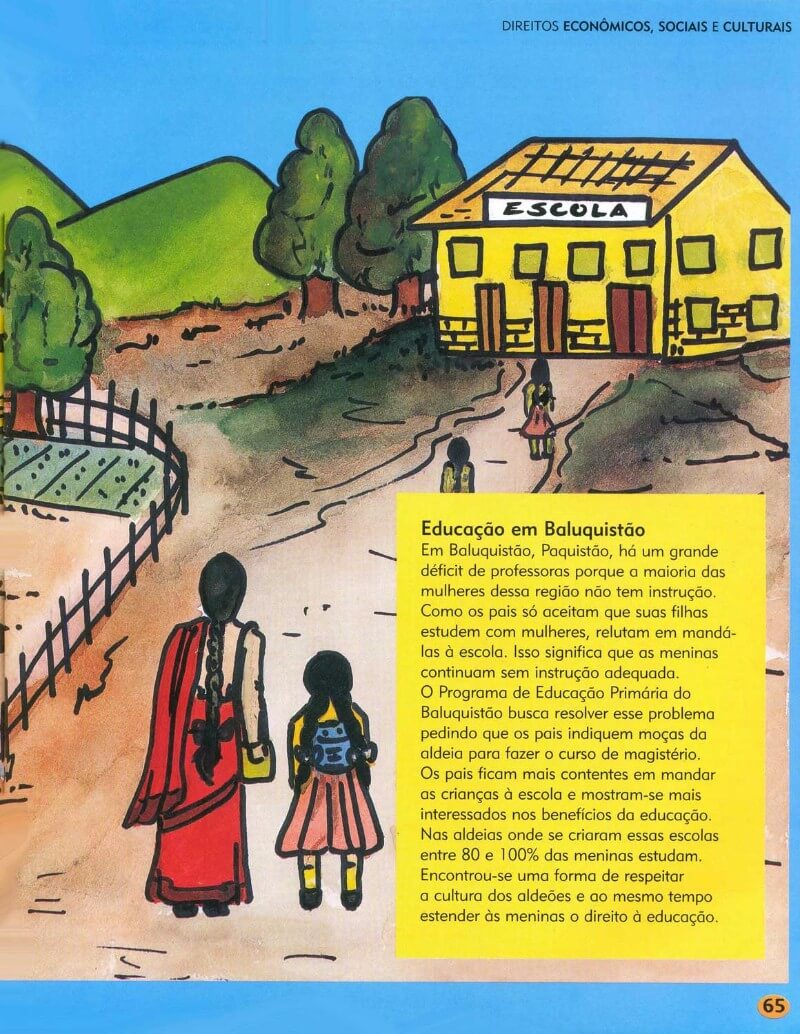 DIREITOS ECONÔMICOS, SOCIAIS E CULTURAIS
ESCOLA
Educação em Baluquistão
Em Baluquistão, Paquistão, há um grande
déficit de professoras porque a maioria das
mulheres dessa região não tem instrução.
Como os pais só aceitam que suas filhas
estudem com mulheres, relutam em mandá-
las à escola. Isso significa que as meninas
continuam sem instrução adequada.
O Programa de Educação Primária do
Baluquistão busca resolver esse problema
pedindo que os pais indiquem moças da
aldeia para fazer o curso de magistério.
Os pais ficam mais contentes em mandar
as crianças à escola e mostram-se mais
interessados nos benefícios da educação.
Nas aldeias onde se criaram essas escolas
entre 80 e 100% das meninas estudam.
Encontrou-se uma forma de respeitar
a cultura dos aldeões e ao mesmo tempo
estender às meninas o direito à educação.
65